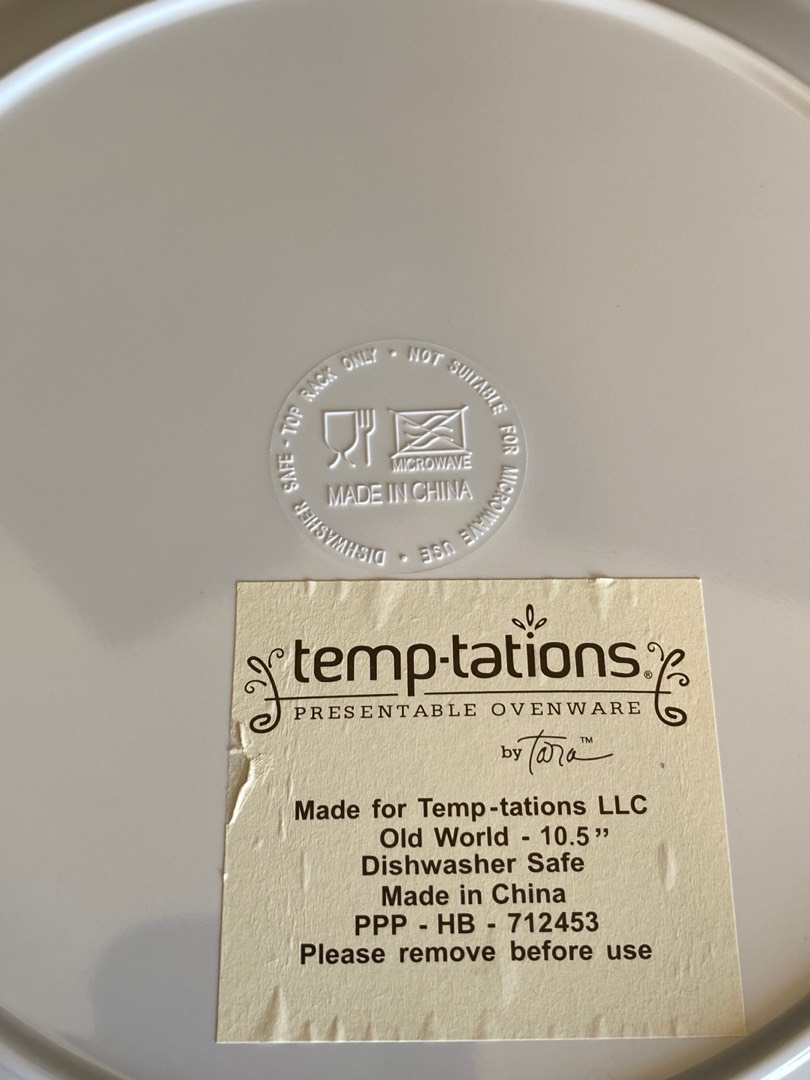 DISHWASHER SAFE - TOP RACK ONLY • NOT SUITABLE FOR MICROWAVE USE •
MICROWAVE
MADE IN CHINA
temp-tations®
PRESENTABLE OVENWARE
by Tara™
Made for Temp-tations LLC
Old World - 10.5”
Dishwasher Safe
Made in China
PPP - HB - 712453
Please remove before use